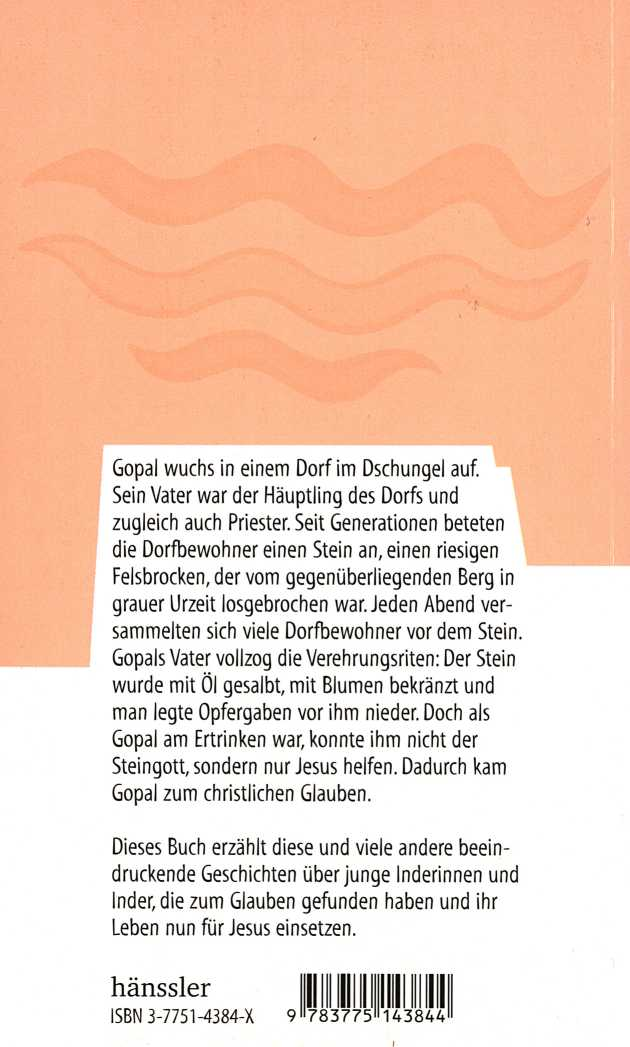 Gopal wuchs in einem Dorf im Dschungel auf.
Sein Vater war der Häuptling des Dorfs und
zugleich auch Priester. Seit Generationen beteten
die Dorfbewohner einen Stein an, einen riesigen
Felsbrocken, der vom gegenüberliegenden Berg in
grauer Urzeit losgebrochen war. Jeden Abend ver-
sammelten sich viele Dorfbewohner vor dem Stein.
Gopals Vater vollzog die Verehrungsriten: Der Stein
wurde mit Öl gesalbt, mit Blumen bekränzt und
man legte Opfergaben vor ihm nieder. Doch als
Gopal am Ertrinken war, konnte ihm nicht der
Steingott, sondern nur Jesus helfen. Dadurch kam
Gopal zum christlichen Glauben.
Dieses Buch erzählt diese und viele andere beein-
druckende Geschichten über junge Inderinnen und
Inder, die zum Glauben gefunden haben und ihr
Leben nun für Jesus einsetzen.
hänssler
ISBN 3-7751-4384-X
9 783775 143844